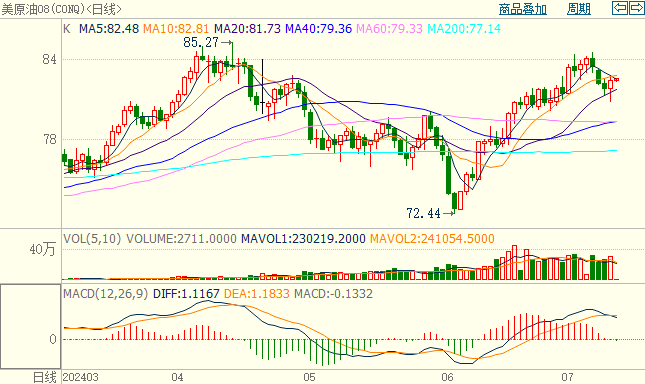 美原油08(CONQ)<日线> 商品叠加 周期
K MA5:82.48 MA10:82.81 MA20:81.73 MA40:79.36 MA60:79.33 MA200:77.14
85.27→
84
78
72.44→
VOL(5,10) VOLUME:2711.0000 MAVOL1:230219.2000 MAVOL2:241054.5000
40万
MACD(12,26,9) DIFF:1.1167 DEA:1.1833 MACD:-0.1332
0
日线 202403 04 05 06 07